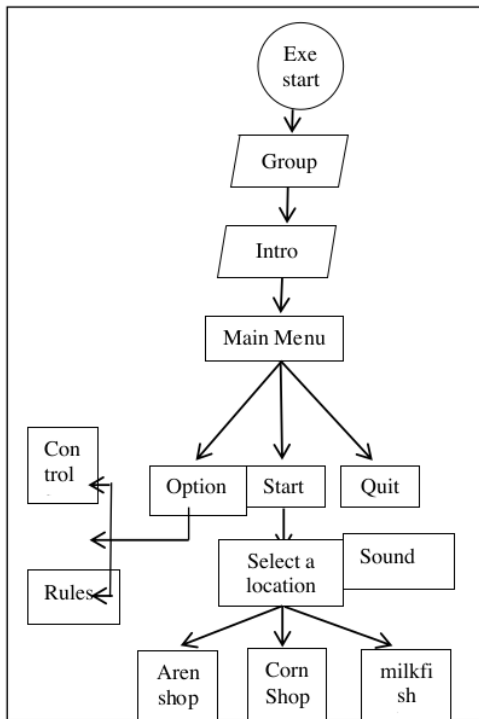 Exe
start
Group
Intro
Main Menu
Con
trol
Option
Start
Quit
Select a
location
Sound
Rules
Aren
shop
Corn
Shop
milkfi
sh